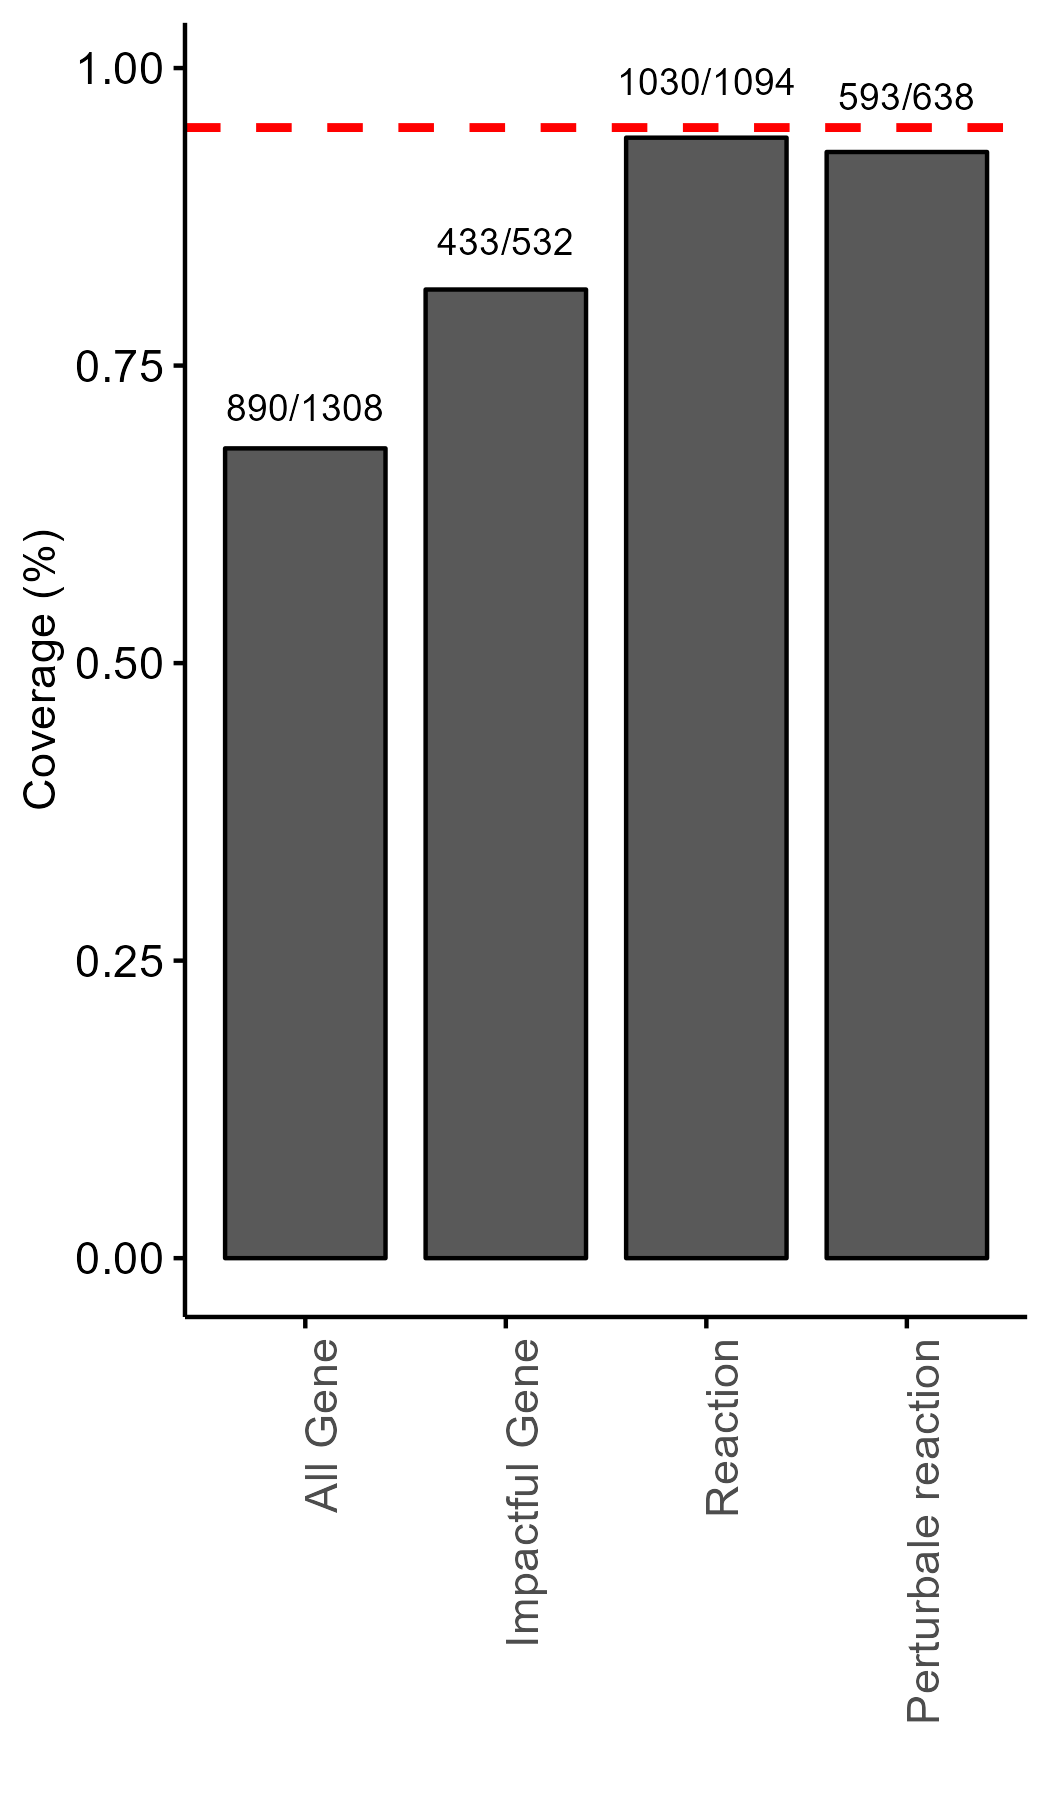 Coverage (%)
1.00
0.75
0.50
0.25
0.00
890/1308
433/532
1030/1094
593/638
All Gene
Impactful Gene
Reaction
Perturbale reaction